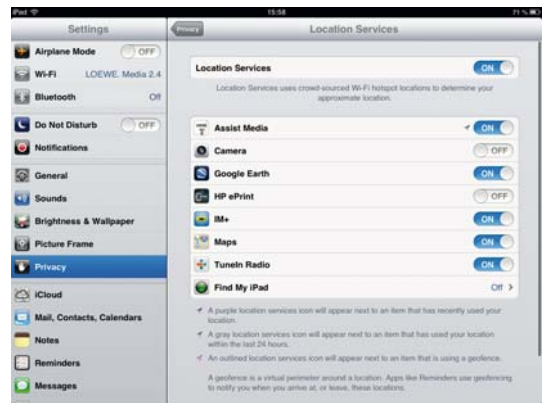 iPad
15:58
71 %
Settings
Privacy
Location Services
Airplane Mode OFF
Wi-Fi LOEWE. Media 2.4
Bluetooth Off
Do Not Disturb OFF
Notifications
General
Sounds
Brightness & Wallpaper
Picture Frame
Privacy
iCloud
Mail, Contacts, Calendars
Notes
Reminders
Messages
Location Services ON
Location Services uses crowd-sourced Wi-Fi hotspot locations to determine your
approximate location.
Assist Media ON
Camera OFF
Google Earth ON
HP ePrint OFF
IM+ ON
Maps ON
TuneIn Radio ON
Find My iPad Off
A purple location services icon will appear next to an item that has recently used your
location.
A gray location services icon will appear next to an item that has used your location
within the last 24 hours.
An outlined location services icon will appear next to an item that is using a geofence.
A geofence is a virtual perimeter around a location. Apps like Reminders use geofencing
to notify you when you arrive at, or leave, these locations.